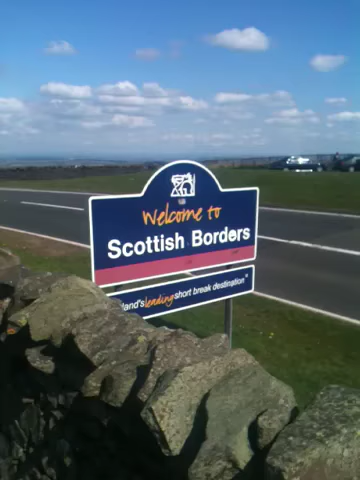 Welcome to
Scottish Borders
land's leading short break destination"